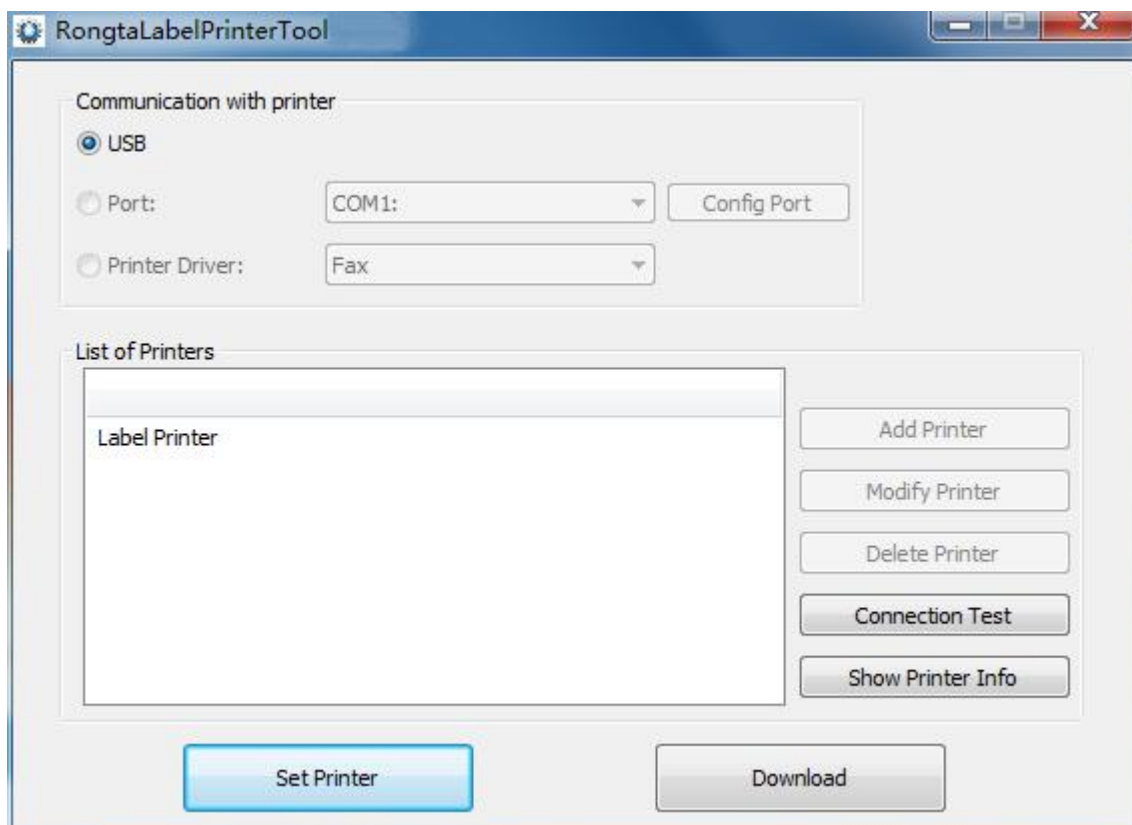 RongtaLabelPrinterTool
Communication with printer
USB
Port: COM1: Config Port
Printer Driver: Fax
List of Printers
Label Printer
Add Printer
Modify Printer
Delete Printer
Connection Test
Show Printer Info
Set Printer Download